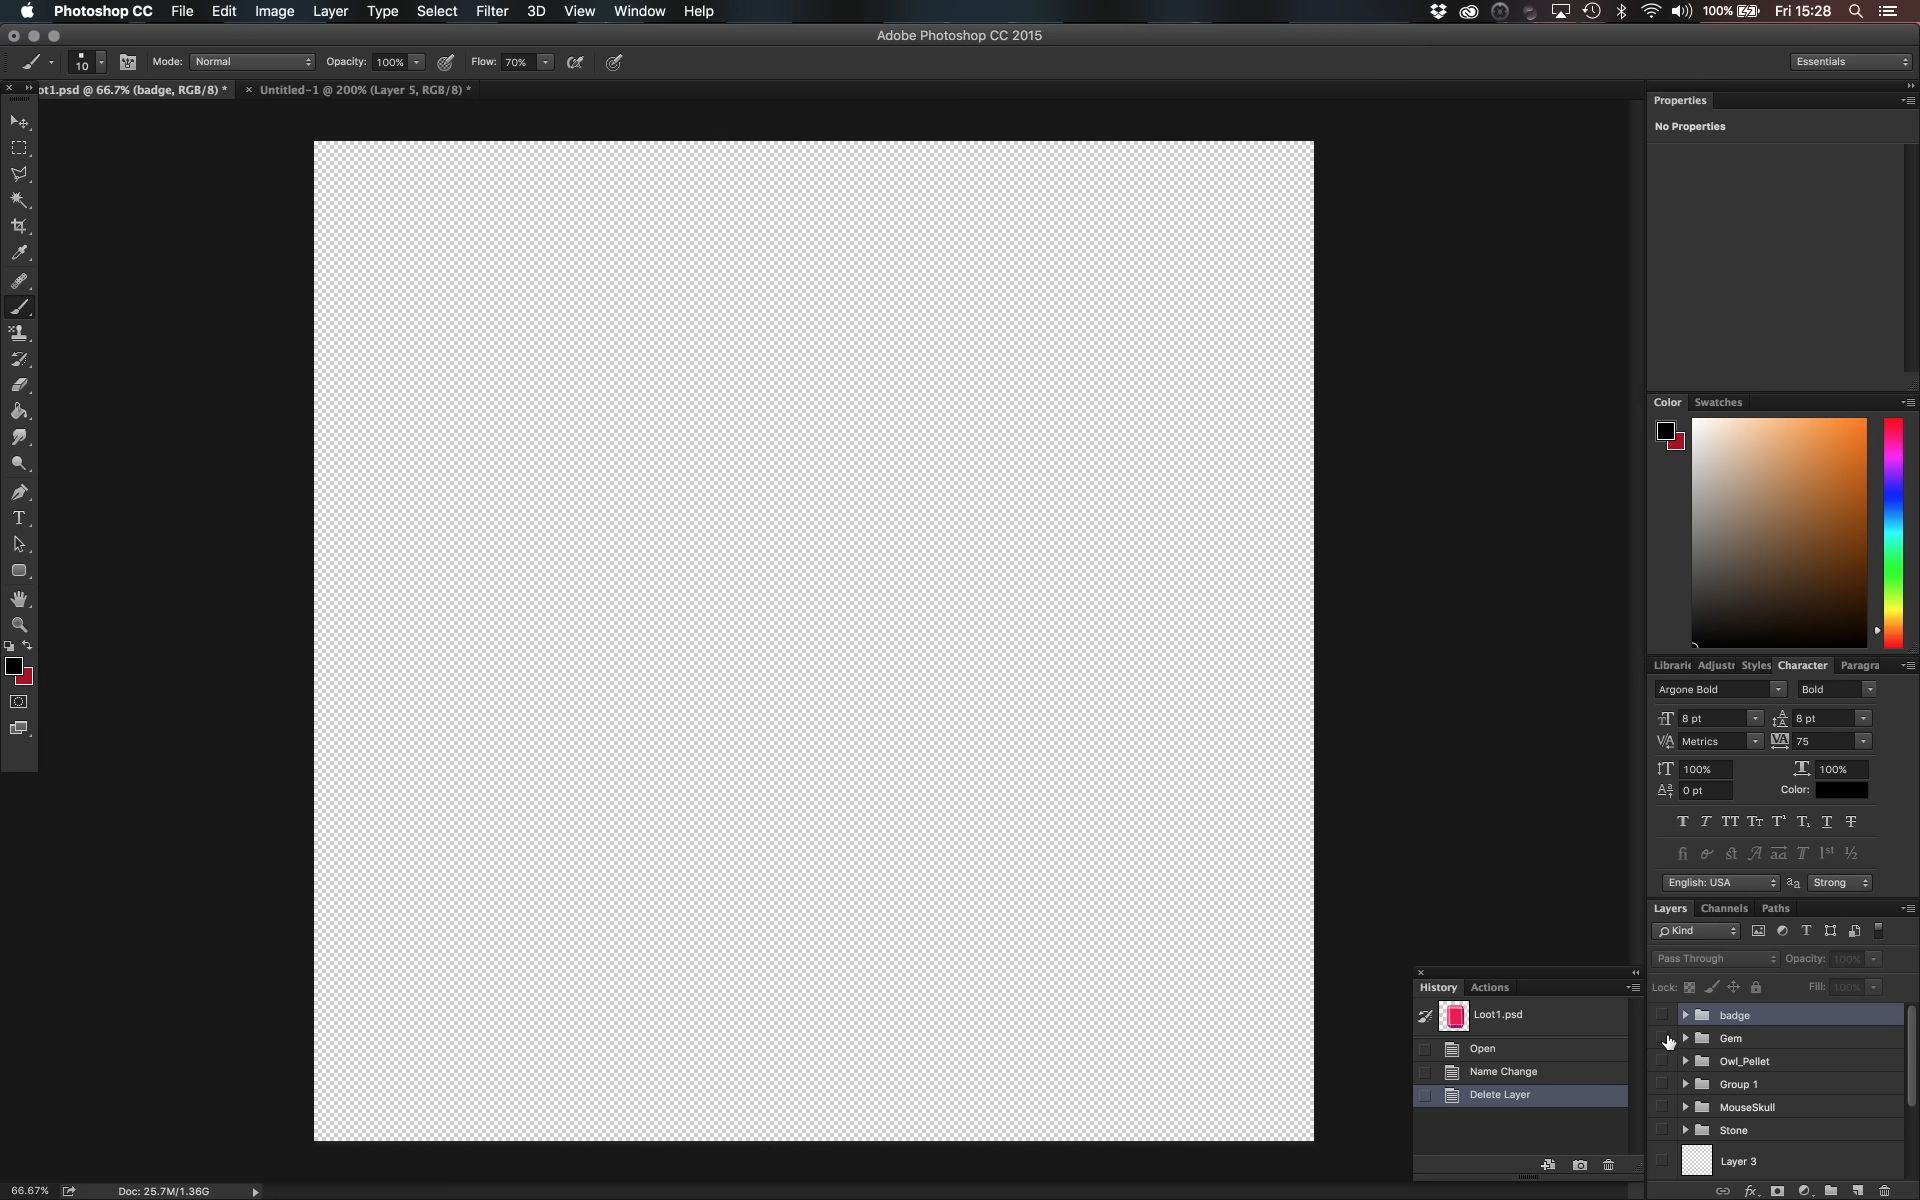 Photoshop CC File Edit Image Layer Type Select Filter 3D View Window Help 100% Fri 15:28
Adobe Photoshop CC 2015
10 Mode: Normal Opacity: 100% Flow: 70% Essentials
ot1.psd @ 66.7% (badge, RGB/8) * × Untitled-1 @ 200% (Layer 5, RGB/8) *
Properties
No Properties
Color Swatches
Librarie Adjustr Styles Character Paragra
Argone Bold Bold
8 pt 8 pt
Metrics 75
100% 100%
0 pt Color:
English: USA Strong
Layers Channels Paths
Kind
Pass Through Opacity: 100%
Lock: Fill: 100%
badge
Gem
Owl_Pellet
Group 1
MouseSkull
Stone
Layer 3
History Actions
Loot1.psd
Open
Name Change
Delete Layer
66.67% Doc: 25.7M/1.36G